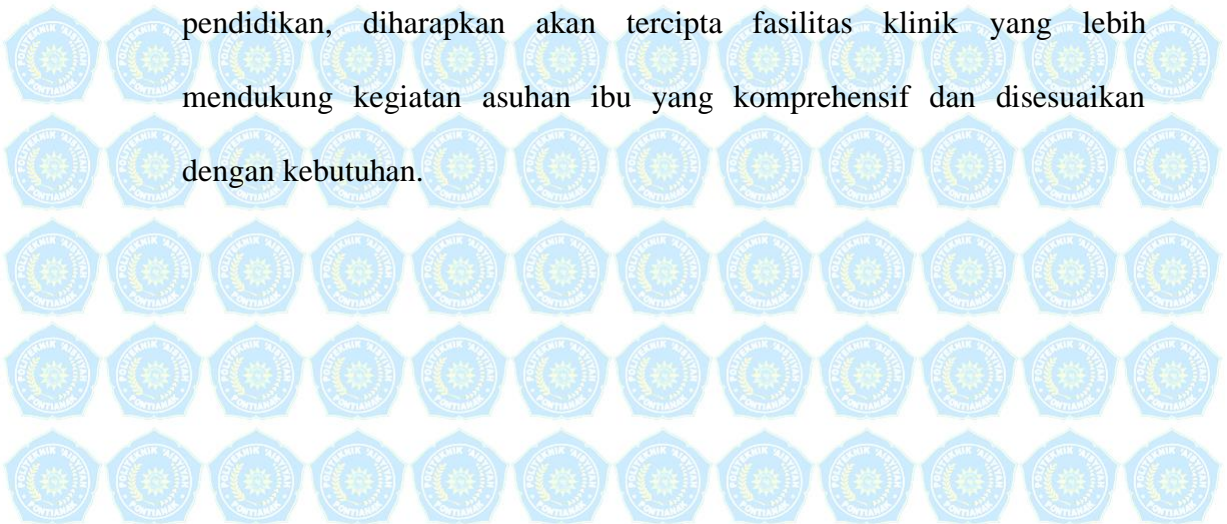 pendidikan, diharapkan akan tercipta fasilitas klinik yang lebih
mendukung kegiatan asuhan ibu yang komprehensif dan disesuaikan
dengan kebutuhan.